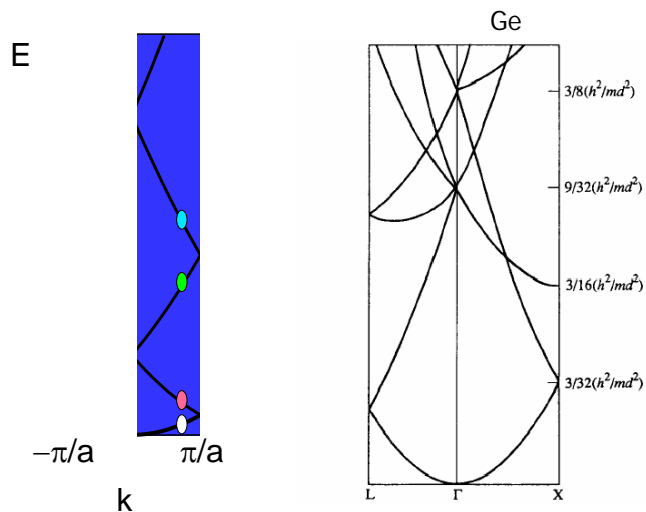 E
−π/a
π/a
k
Ge
3/8(h²/md²)
9/32(h²/md²)
3/16(h²/md²)
3/32(h²/md²)
L
Γ
X